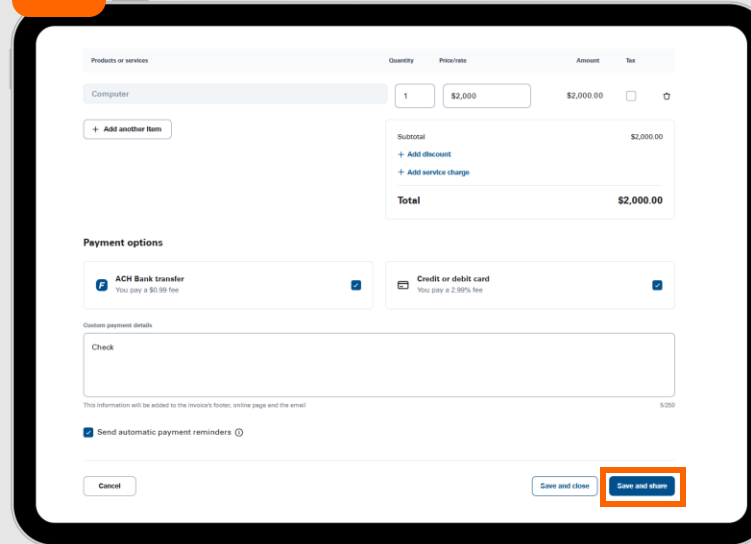 Products or services Quantity Price/rate Amount Tax
Computer 1 $2,000 $2,000.00
+ Add another Item
Subtotal $2,000.00
+ Add discount
+ Add service charge
Total $2,000.00
Payment options
ACH Bank transfer
You pay a $0.99 fee
Credit or debit card
You pay a 2.99% fee
Custom payment details
Check
This information will be added to the invoice's footer, online page and the email 5/250
Send automatic payment reminders
Cancel Save and close Save and share